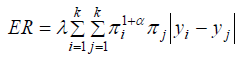 ER = λ∑_{i=1}^{k}∑_{j=1}^{k} π_i^{1+α} π_j |y_i − y_j|